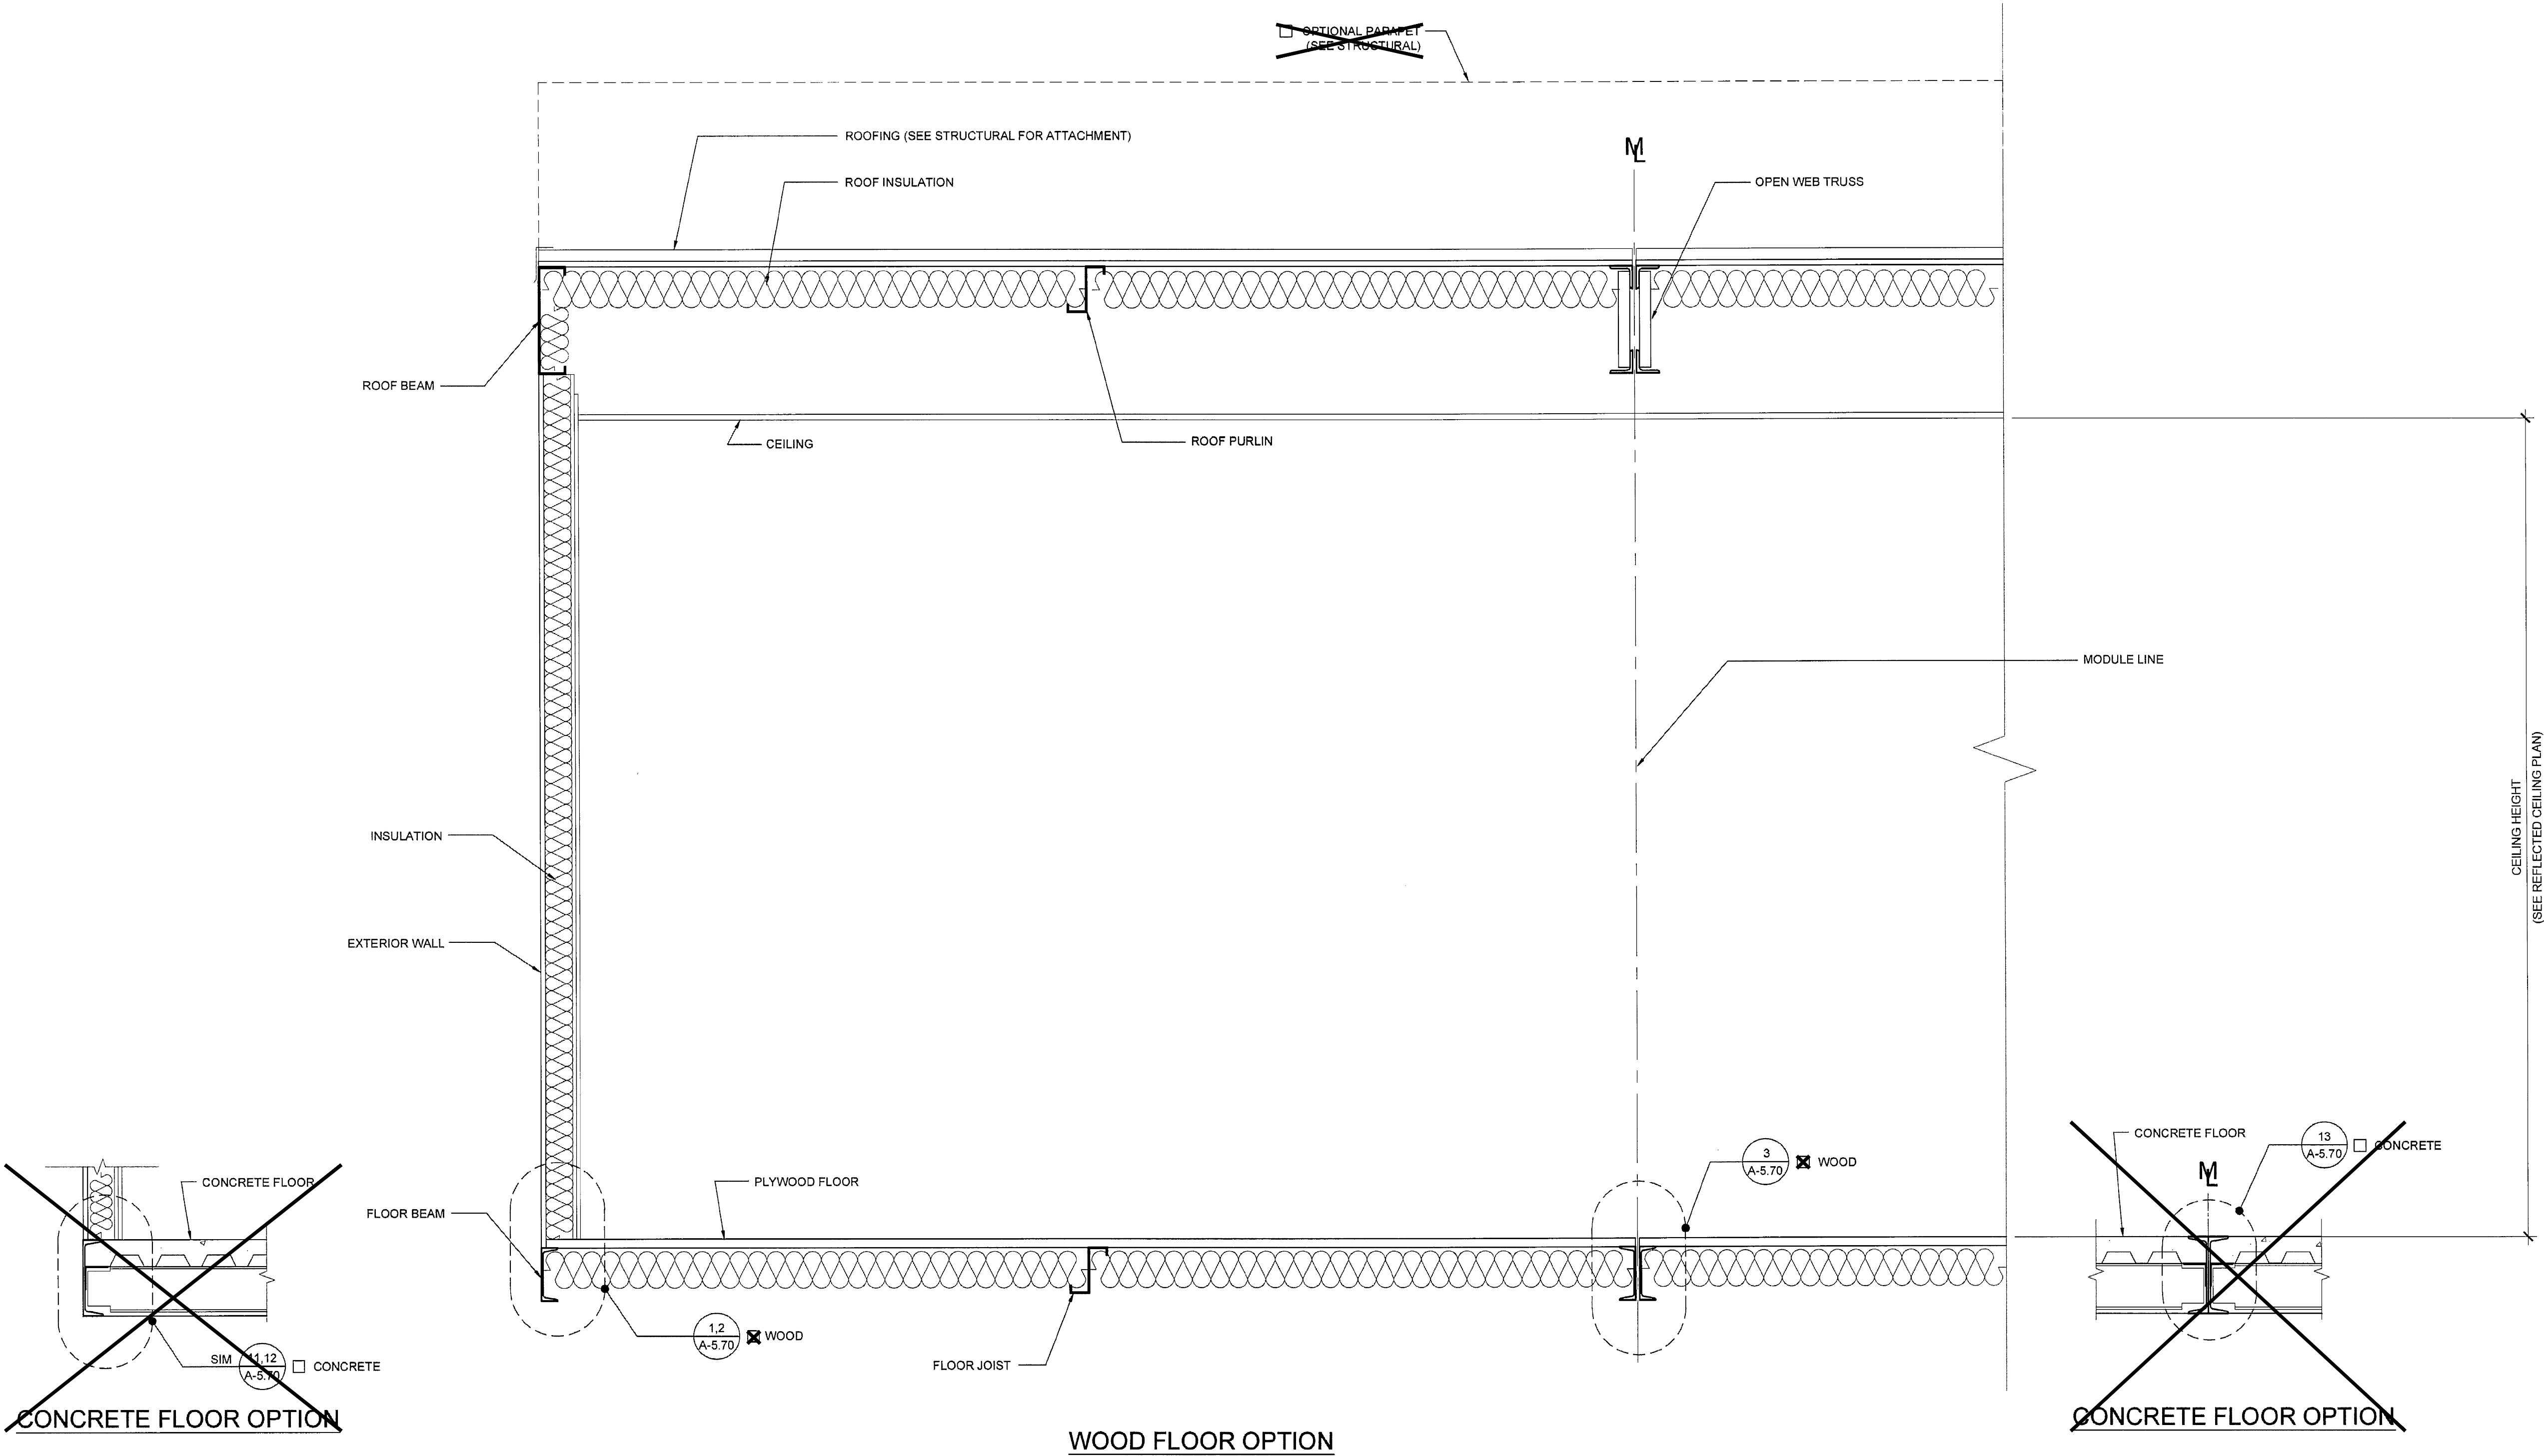 OPTIONAL PARAPET
(SEE STRUCTURAL)
ROOFING (SEE STRUCTURAL FOR ATTACHMENT)
ROOF INSULATION
ML
OPEN WEB TRUSS
ROOF BEAM
CEILING
ROOF PURLIN
MODULE LINE
CEILING HEIGHT
(SEE REFLECTED CEILING PLAN)
INSULATION
EXTERIOR WALL
CONCRETE FLOOR
SIM
11,12
A-5.70
CONCRETE
CONCRETE FLOOR OPTION
FLOOR BEAM
PLYWOOD FLOOR
3
A-5.70
WOOD
1,2
A-5.70
WOOD
FLOOR JOIST
WOOD FLOOR OPTION
CONCRETE FLOOR
13
A-5.70
CONCRETE
ML
CONCRETE FLOOR OPTION